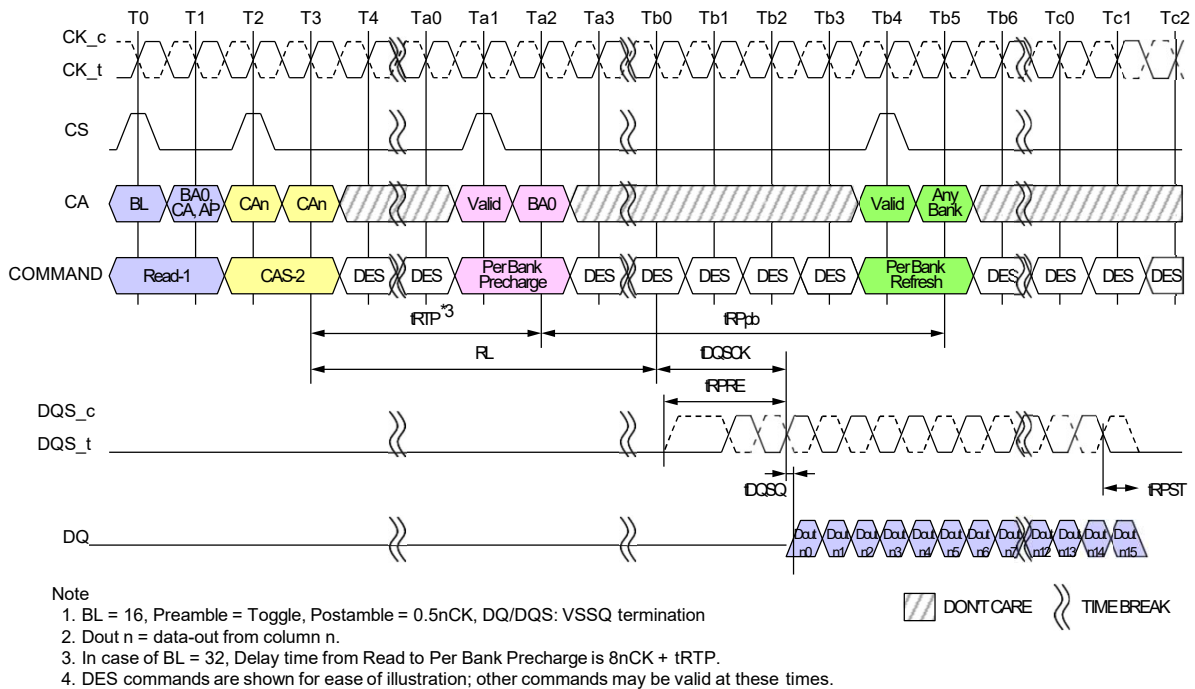 T0 T1 T2 T3 T4 Ta0 Ta1 Ta2 Ta3 Tb0 Tb1 Tb2 Tb3 Tb4 Tb5 Tb6 Tc0 Tc1 Tc2
CK_c
CK_t
CS
CA BL BA0, CA, AP CAn CAn Valid BA0 Valid Any Bank
COMMAND Read-1 CAS-2 DES DES Per Bank Precharge DES DES DES DES DES Per Bank Refresh DES DES DES DES
tRTP*3 tRPpb
RL tDQSCK
tRPRE
DQS_c
DQS_t
tDQSQ tRPST
DQ Dout n0 Dout n1 Dout n2 Dout n3 Dout n4 Dout n5 Dout n6 Dout n7 Dout n12 Dout n13 Dout n14 Dout n15
Note
1. BL = 16, Preamble = Toggle, Postamble = 0.5nCK, DQ/DQS: VSSQ termination
2. Dout n = data-out from column n.
3. In case of BL = 32, Delay time from Read to Per Bank Precharge is 8nCK + tRTP.
4. DES commands are shown for ease of illustration; other commands may be valid at these times.
DON'T CARE TIME BREAK